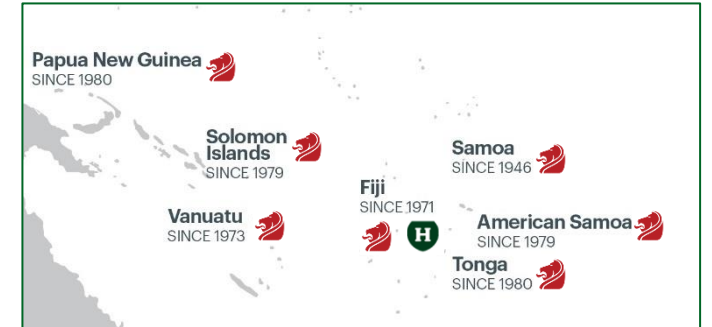 Papua New Guinea
SINCE 1980
Solomon
Islands
SINCE 1979
Samoa
SINCE 1946
Fiji
SINCE 1971
Vanuatu
SINCE 1973
H
American Samoa
SINCE 1979
Tonga
SINCE 1980